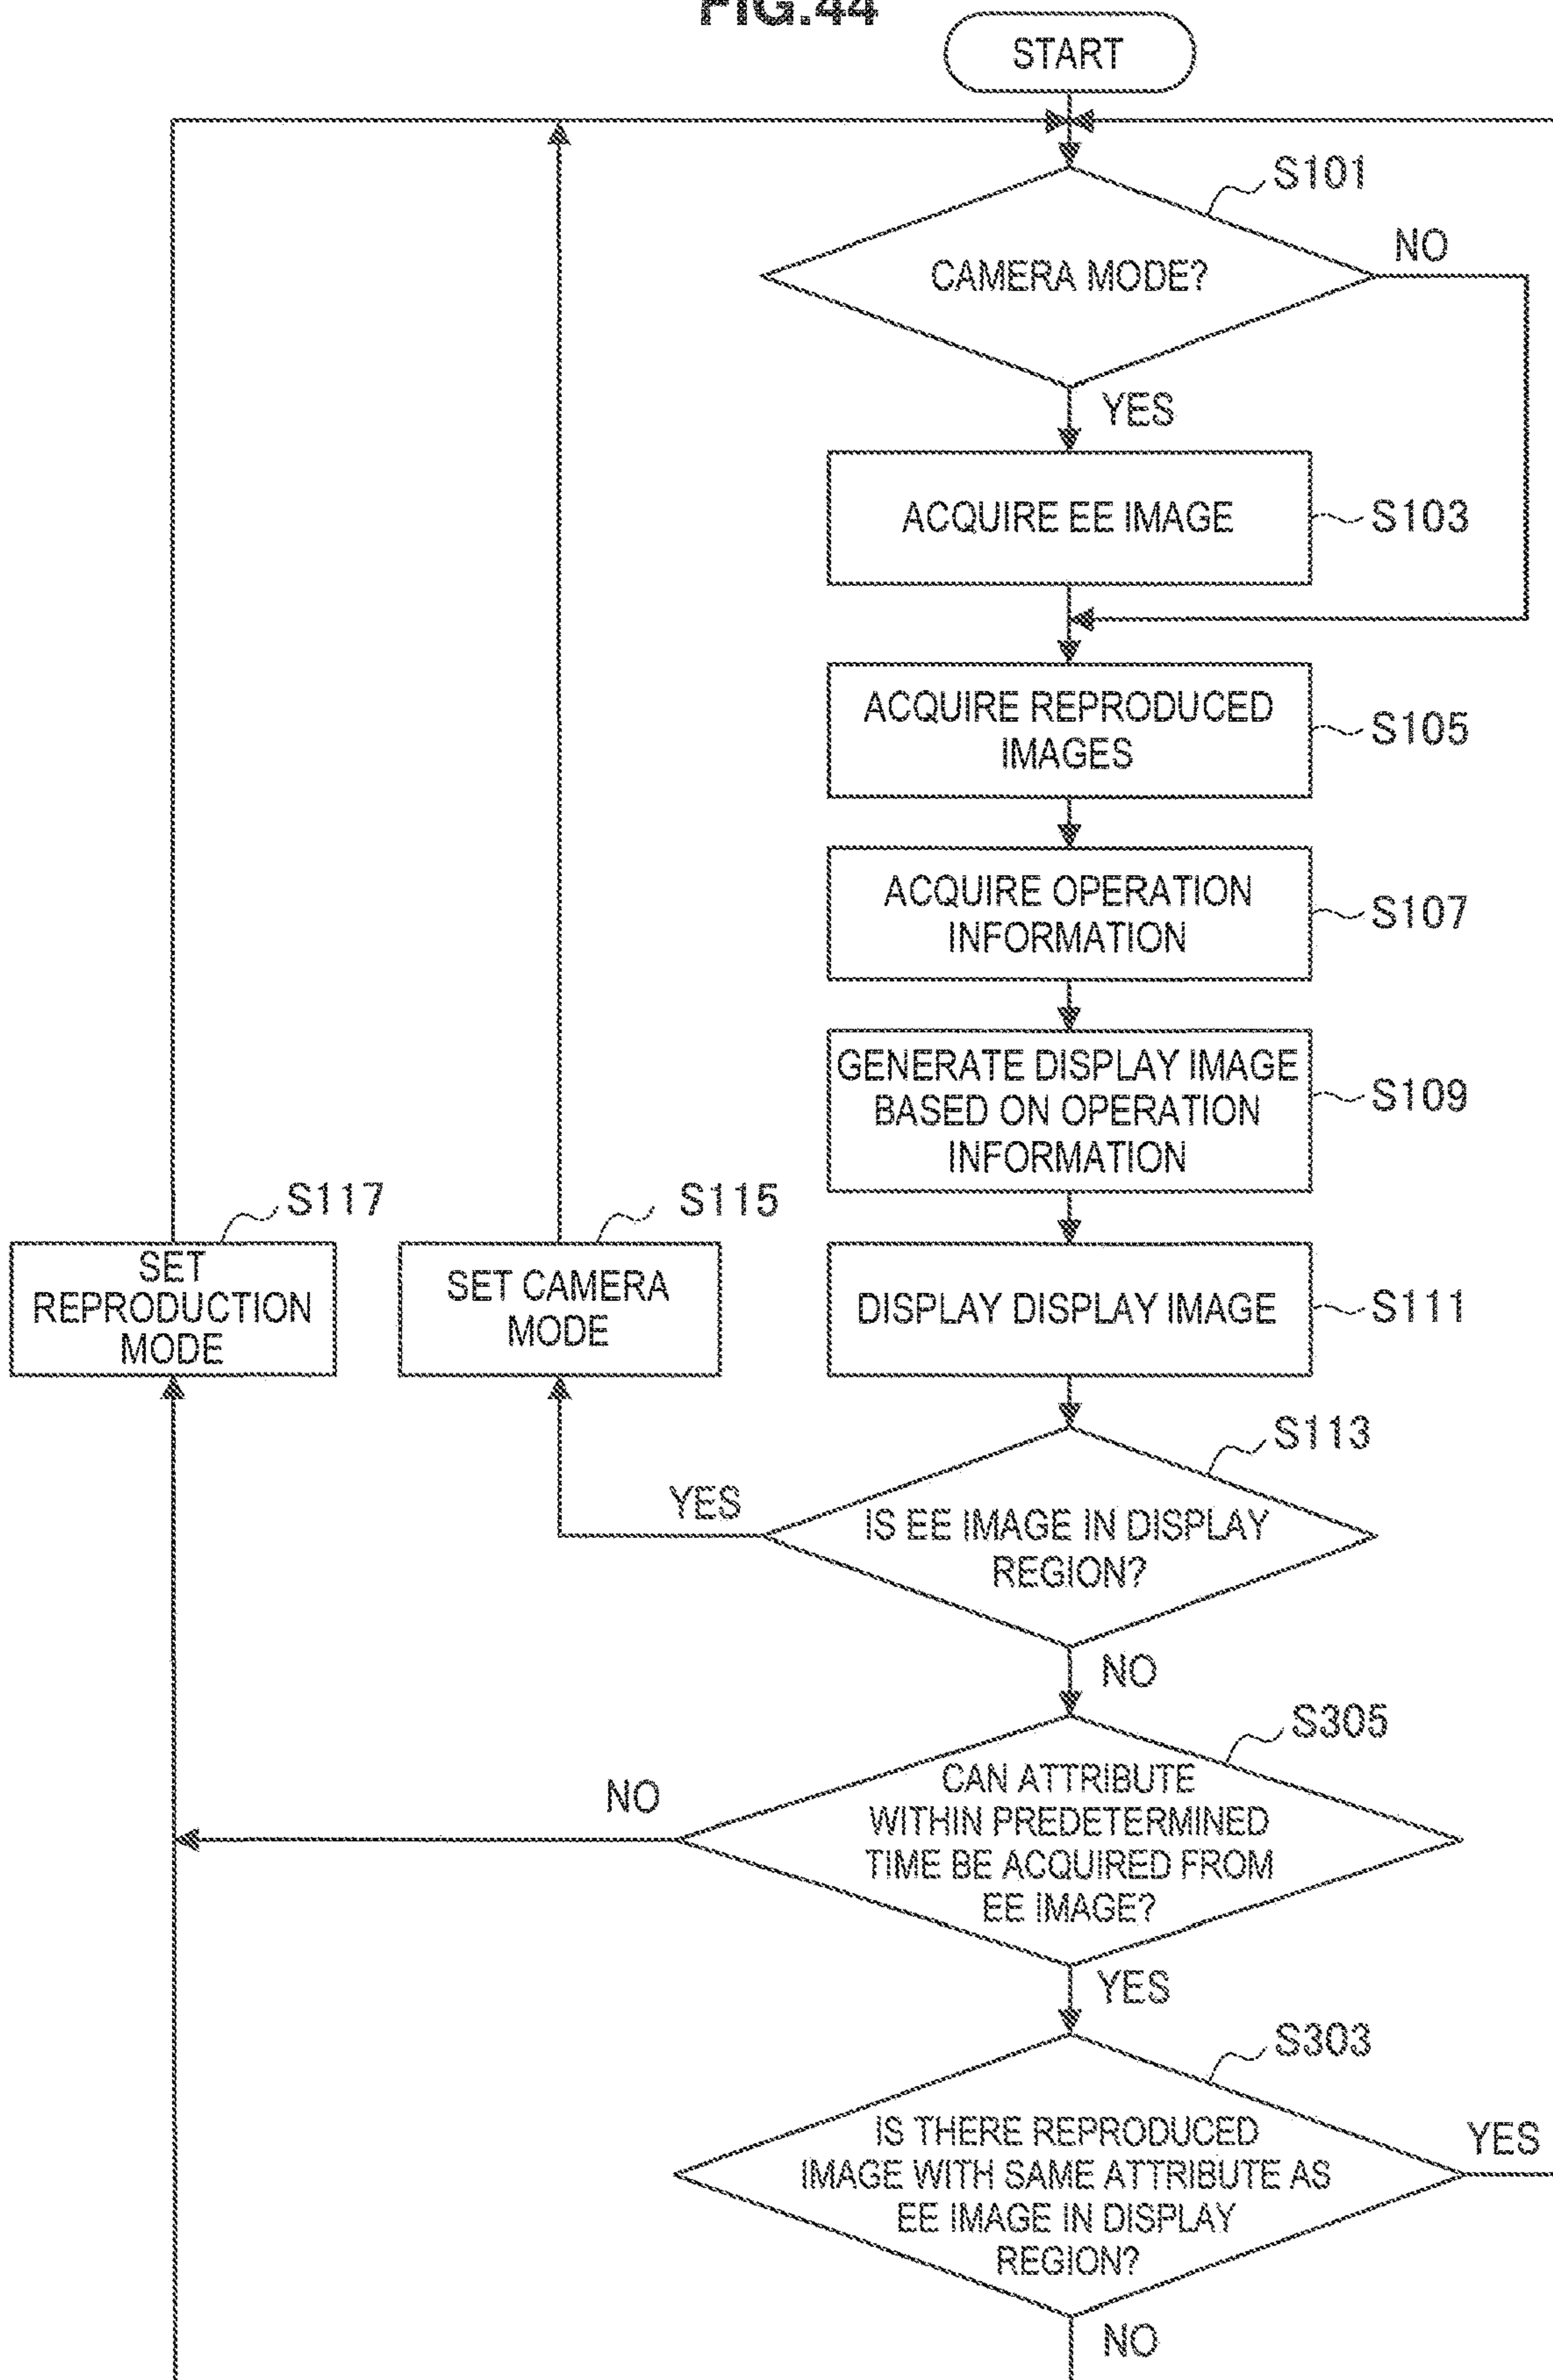 FIG.44
START
S101
CAMERA MODE?
NO
YES
ACQUIRE EE IMAGE
S103
ACQUIRE REPRODUCED
IMAGES
S105
ACQUIRE OPERATION
INFORMATION
S107
GENERATE DISPLAY IMAGE
BASED ON OPERATION
INFORMATION
S109
S117
SET
REPRODUCTION
MODE
S115
SET CAMERA
MODE
DISPLAY DISPLAY IMAGE
S111
S113
YES
IS EE IMAGE IN DISPLAY
REGION?
NO
S305
NO
CAN ATTRIBUTE
WITHIN PREDETERMINED
TIME BE ACQUIRED FROM
EE IMAGE?
YES
S303
IS THERE REPRODUCED
IMAGE WITH SAME ATTRIBUTE AS
EE IMAGE IN DISPLAY
REGION?
YES
NO